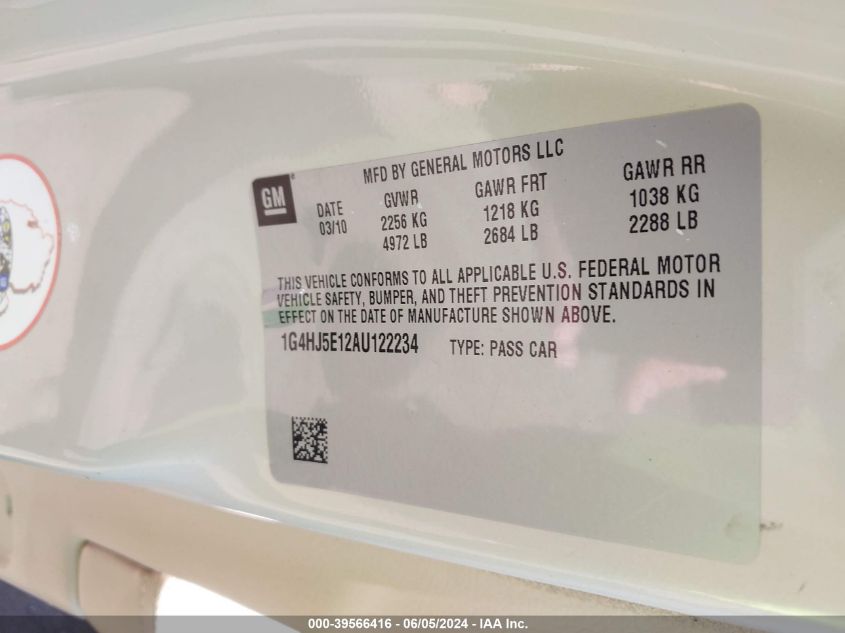 GM
MFD BY GENERAL MOTORS LLC
DATE GVWR GAWR FRT GAWR RR
03/10 2256 KG 1218 KG 1038 KG
4972 LB 2684 LB 2288 LB
THIS VEHICLE CONFORMS TO ALL APPLICABLE U.S. FEDERAL MOTOR
VEHICLE SAFETY, BUMPER, AND THEFT PREVENTION STANDARDS IN
EFFECT ON THE DATE OF MANUFACTURE SHOWN ABOVE.
1G4HJ5E12AU122234 TYPE: PASS CAR
000-39566416 - 06/05/2024 - IAA Inc.